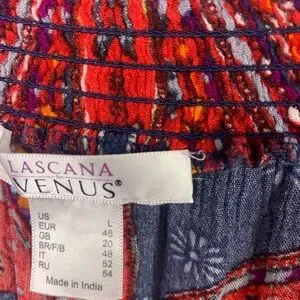 LASCANA
VENUS®
US L
EUR 46
GB 20
BR/F/B 48
IT 52
RU 54
Made in India